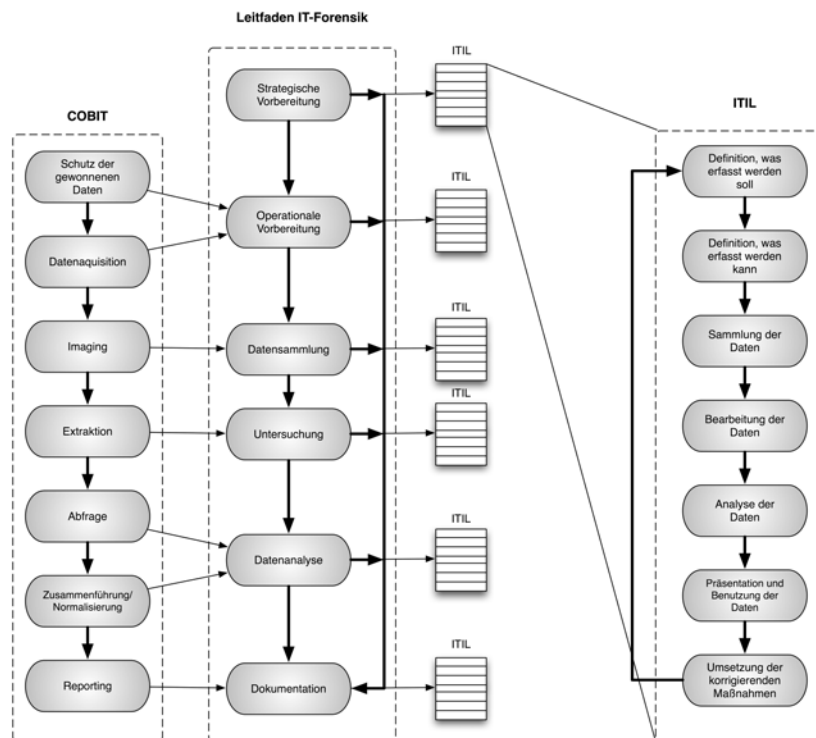 Leitfaden IT-Forensik
COBIT
Schutz der
gewonnenen
Daten
Datenaquisition
Imaging
Extraktion
Abfrage
Zusammenführung/
Normalisierung
Reporting
Strategische
Vorbereitung
Operationale
Vorbereitung
Datensammlung
Untersuchung
Datenanalyse
Dokumentation
ITIL
ITIL
ITIL
ITIL
ITIL
ITIL
ITIL
Definition, was
erfasst werden
soll
Definition, was
erfasst werden
kann
Sammlung der
Daten
Bearbeitung der
Daten
Analyse der
Daten
Präsentation und
Benutzung der
Daten
Umsetzung der
korrigierenden
Maßnahmen